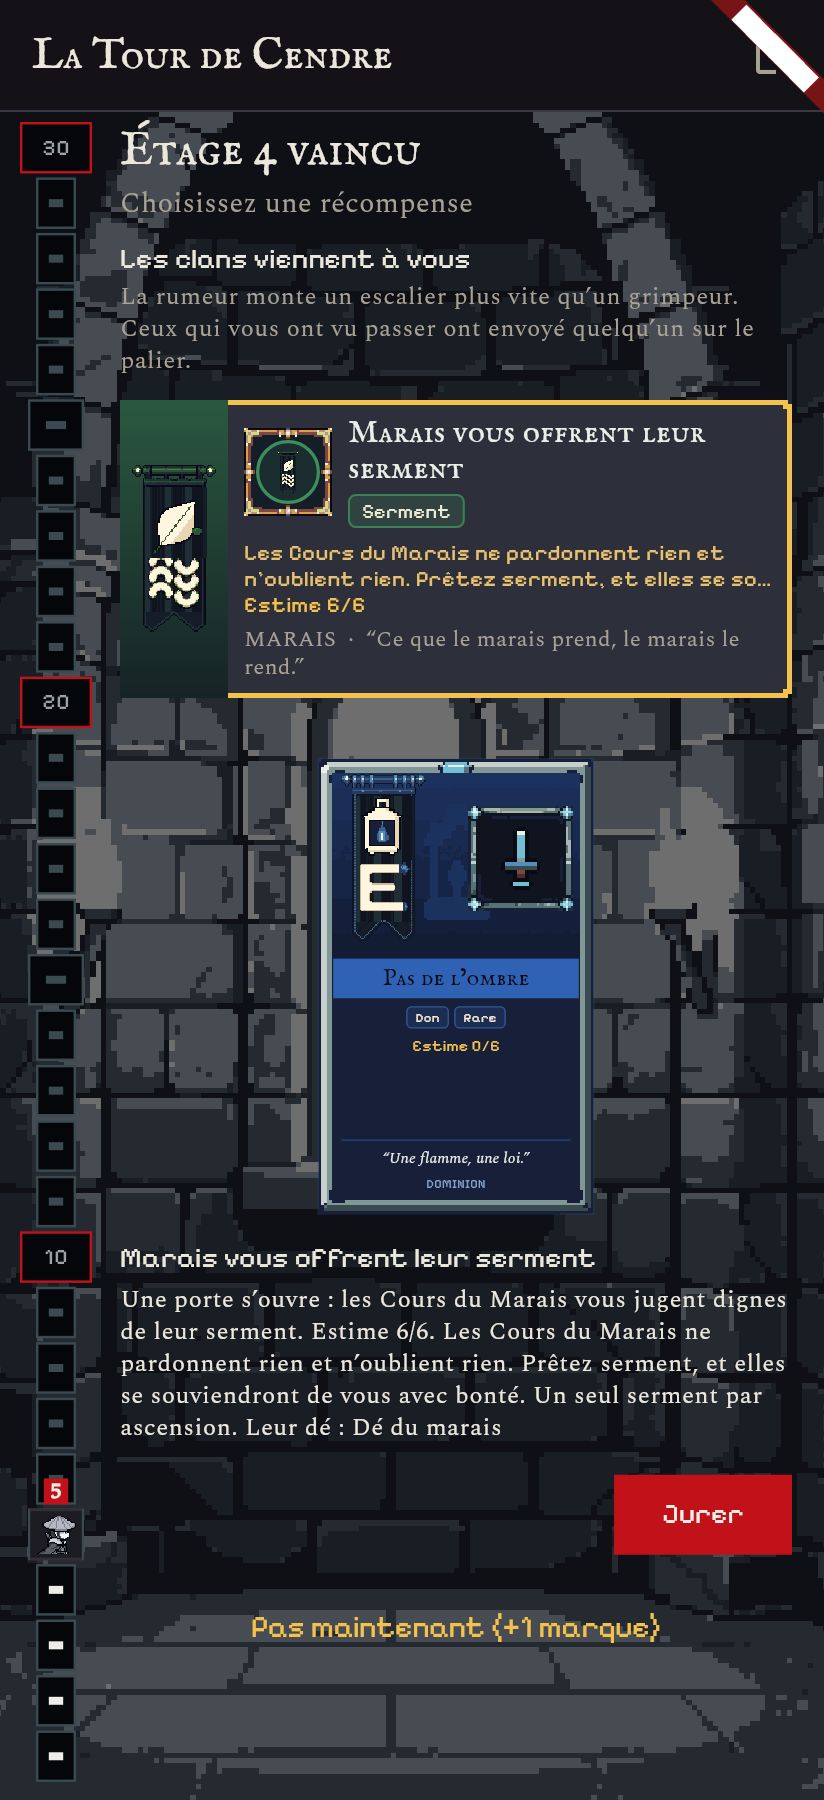 La Tour de Cendre
30
Étage 4 vaincu
Choisissez une récompense
Les clans viennent à vous
La rumeur monte un escalier plus vite qu’un grimpeur.
Ceux qui vous ont vu passer ont envoyé quelqu’un sur le
palier.
Marais vous offrent leur
serment
Serment
Les Cours du Marais ne pardonnent rien et
n’oublient rien. Prêtez serment, et elles se so...
Estime 6/6
MARAIS · “Ce que le marais prend, le marais le
rend.”
20
E
Pas de l’ombre
Don
Rare
Estime 0/6
“Une flamme, une loi.”
DOMINION
10
Marais vous offrent leur serment
Une porte s’ouvre : les Cours du Marais vous jugent dignes
de leur serment. Estime 6/6. Les Cours du Marais ne
pardonnent rien et n’oublient rien. Prêtez serment, et elles
se souviendront de vous avec bonté. Un seul serment par
ascension. Leur dé : Dé du marais
5
Jurer
Pas maintenant (+1 marque)